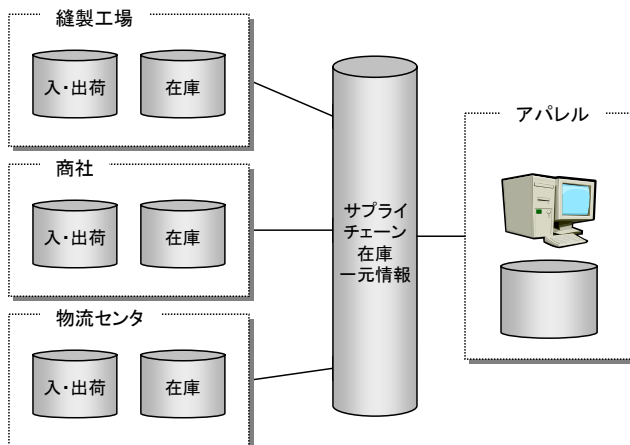 縫製工場
入・出荷
在庫
商社
入・出荷
在庫
物流センタ
入・出荷
在庫
サプライ
チェーン
在庫
一元情報
アパレル